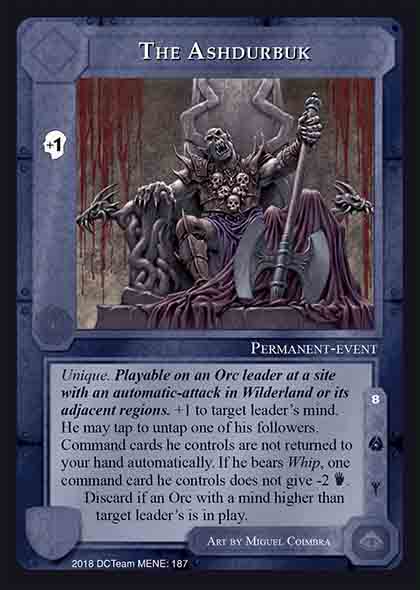 The Ashdurbuk
+1
Permanent-event
Unique. Playable on an Orc leader at a site
with an automatic-attack in Wilderland or its
adjacent regions. +1 to target leader's mind.
He may tap to untap one of his followers.
Command cards he controls are not returned to
your hand automatically. If he bears Whip, one
command card he controls does not give -2 .
Discard if an Orc with a mind higher than
target leader's is in play.
8
Art by Miguel Coimbra
2018 DCTeam MENE: 187